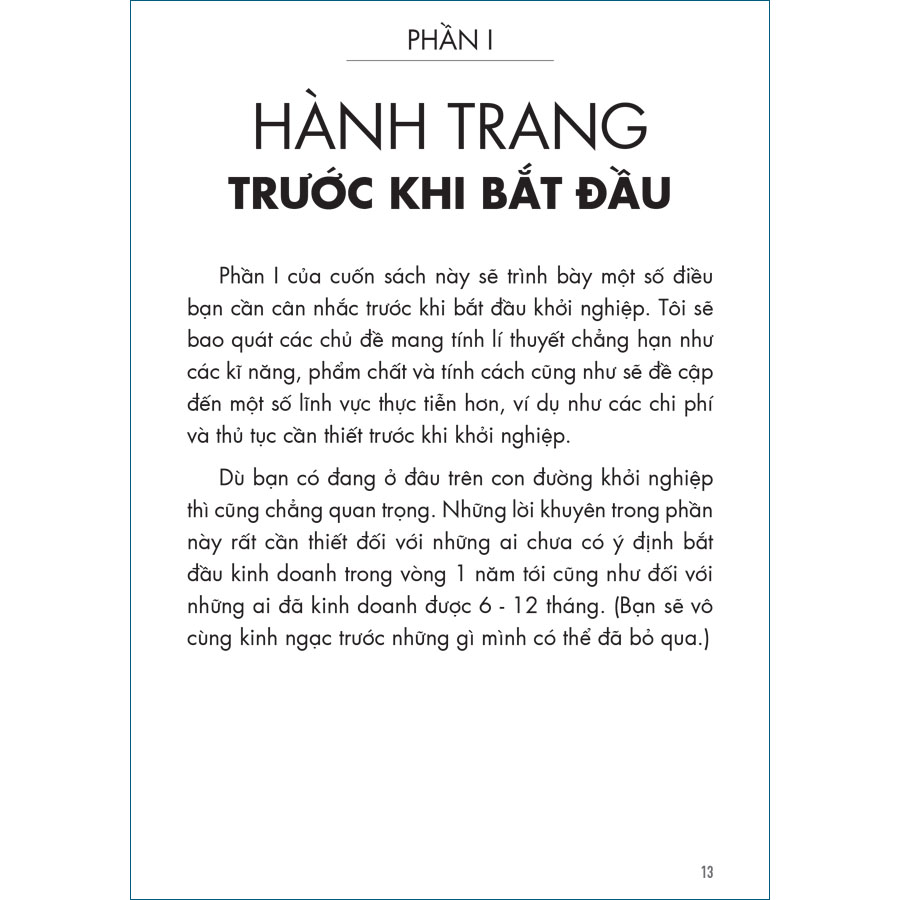 PHẦN I
HÀNH TRANG
TRƯỚC KHI BẮT ĐẦU
Phần I của cuốn sách này sẽ trình bày một số điều
bạn cần cân nhắc trước khi bắt đầu khởi nghiệp. Tôi sẽ
bao quát các chủ đề mang tính lí thuyết chẳng hạn như
các kĩ năng, phẩm chất và tính cách cũng như sẽ đề cập
đến một số lĩnh vực thực tiễn hơn, ví dụ như các chi phí
và thủ tục cần thiết trước khi khởi nghiệp.
Dù bạn có đang ở đâu trên con đường khởi nghiệp
thì cũng chẳng quan trọng. Những lời khuyên trong phần
này rất cần thiết đối với những ai chưa có ý định bắt
đầu kinh doanh trong vòng 1 năm tới cũng như đối với
những ai đã kinh doanh được 6 - 12 tháng. (Bạn sẽ vô
cùng kinh ngạc trước những gì mình có thể đã bỏ qua.)
13